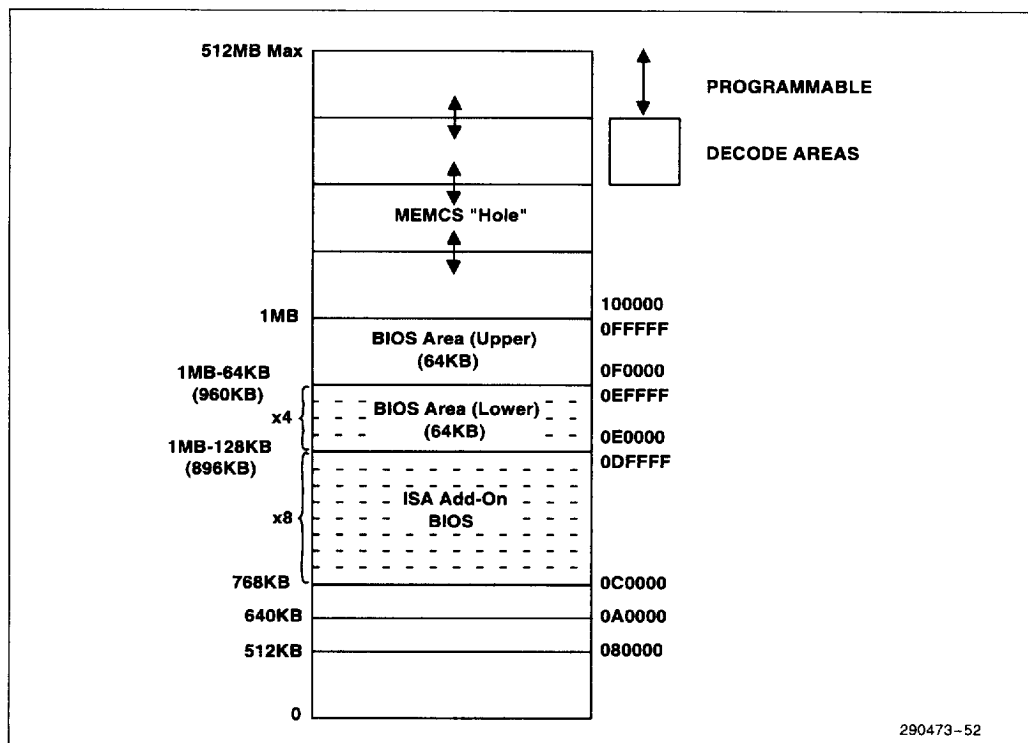 512MB Max
PROGRAMMABLE
DECODE AREAS
MEMCS "Hole"
1MB
100000
0FFFFF
BIOS Area (Upper)
(64KB)
0F0000
1MB-64KB
(960KB)
0EFFFF
x4
BIOS Area (Lower)
(64KB)
0E0000
1MB-128KB
(896KB)
0DFFFF
x8
ISA Add-On
BIOS
768KB
0C0000
640KB
0A0000
512KB
080000
0
290473-52